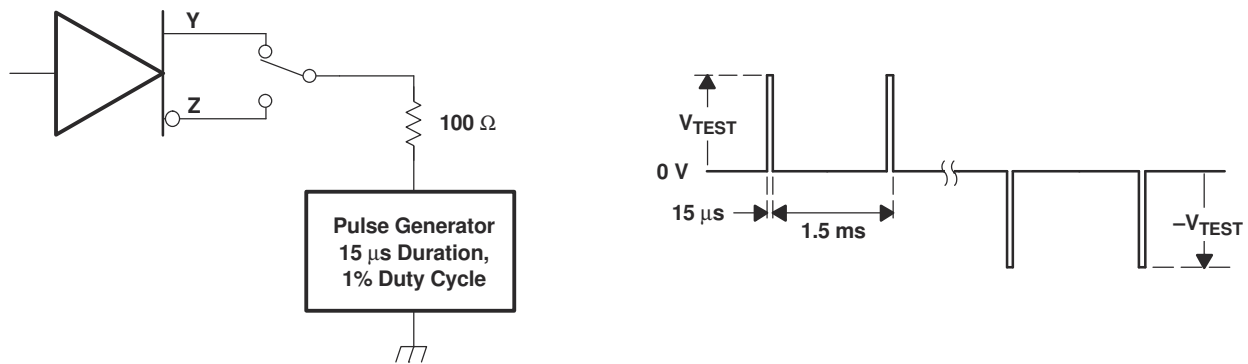 Y
Z
100 Ω
Pulse Generator
15 μs Duration,
1% Duty Cycle
V_TEST
0 V
15 μs
1.5 ms
–V_TEST